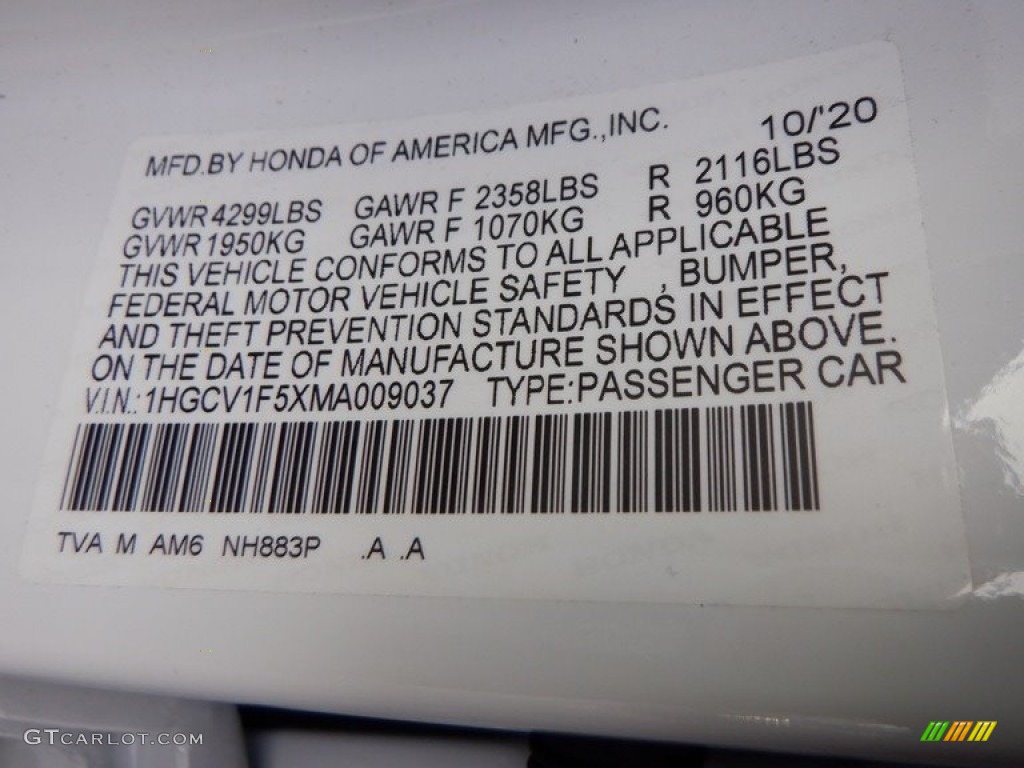 MFD.BY HONDA OF AMERICA MFG.,INC. 10/'20
GVWR 4299LBS GAWR F 2358LBS R 2116LBS
GVWR 1950KG GAWR F 1070KG R 960KG
THIS VEHICLE CONFORMS TO ALL APPLICABLE
FEDERAL MOTOR VEHICLE SAFETY , BUMPER,
AND THEFT PREVENTION STANDARDS IN EFFECT
ON THE DATE OF MANUFACTURE SHOWN ABOVE.
V.I.N.: 1HGCV1F5XMA009037 TYPE:PASSENGER CAR
TVA M AM6 NH883P .A .A
GTCARLOT.COM